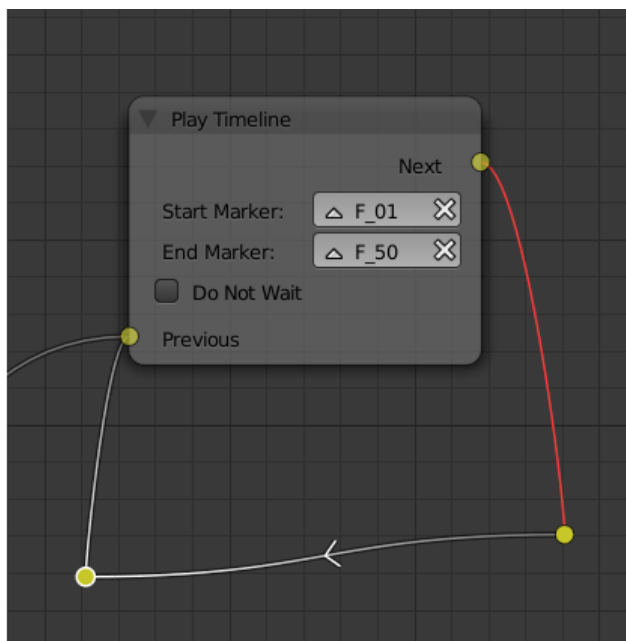 Play Timeline
Next
Start Marker: F_01
End Marker: F_50
Do Not Wait
Previous